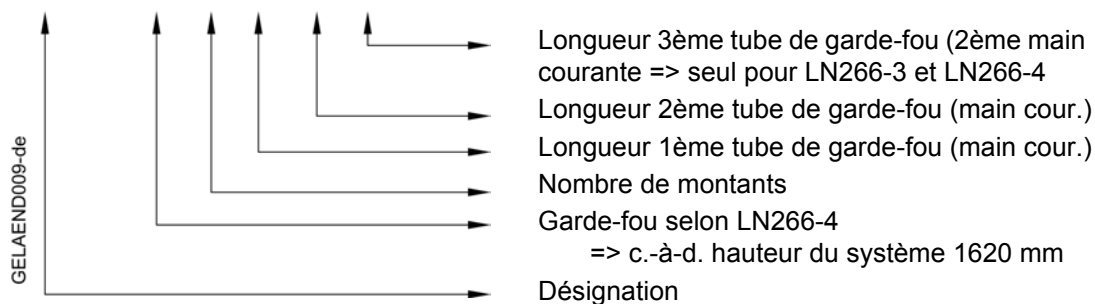 Longueur 3ème tube de garde-fou (2ème main
courante => seul pour LN266-3 et LN266-4
Longueur 2ème tube de garde-fou (main cour.)
Longueur 1ème tube de garde-fou (main cour.)
Nombre de montants
Garde-fou selon LN266-4
=> c.-à-d. hauteur du système 1620 mm
Désignation
GELAEND009-de